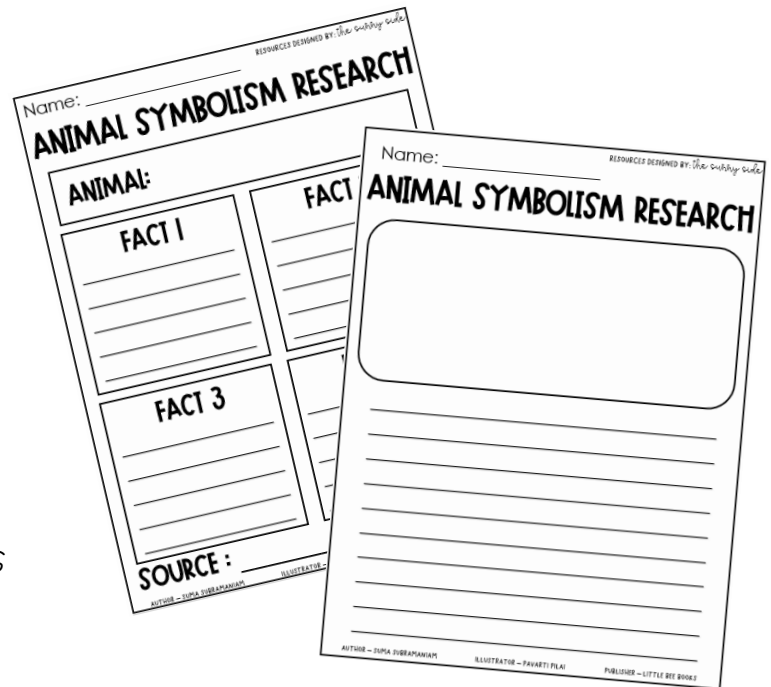 RESOURCES DESIGNED BY: the sunny side
Name:
ANIMAL SYMBOLISM RESEARCH
ANIMAL:
FACT 1
FACT
FACT 3
SOURCE :
AUTHOR – SUMA SUBRAMANIAM
ILLUSTRATOR –
RESOURCES DESIGNED BY: the sunny side
Name:
ANIMAL SYMBOLISM RESEARCH
AUTHOR – SUMA SUBRAMANIAM
ILLUSTRATOR – PAVARTI PILAI
PUBLISHER – LITTLE BEE BOOKS